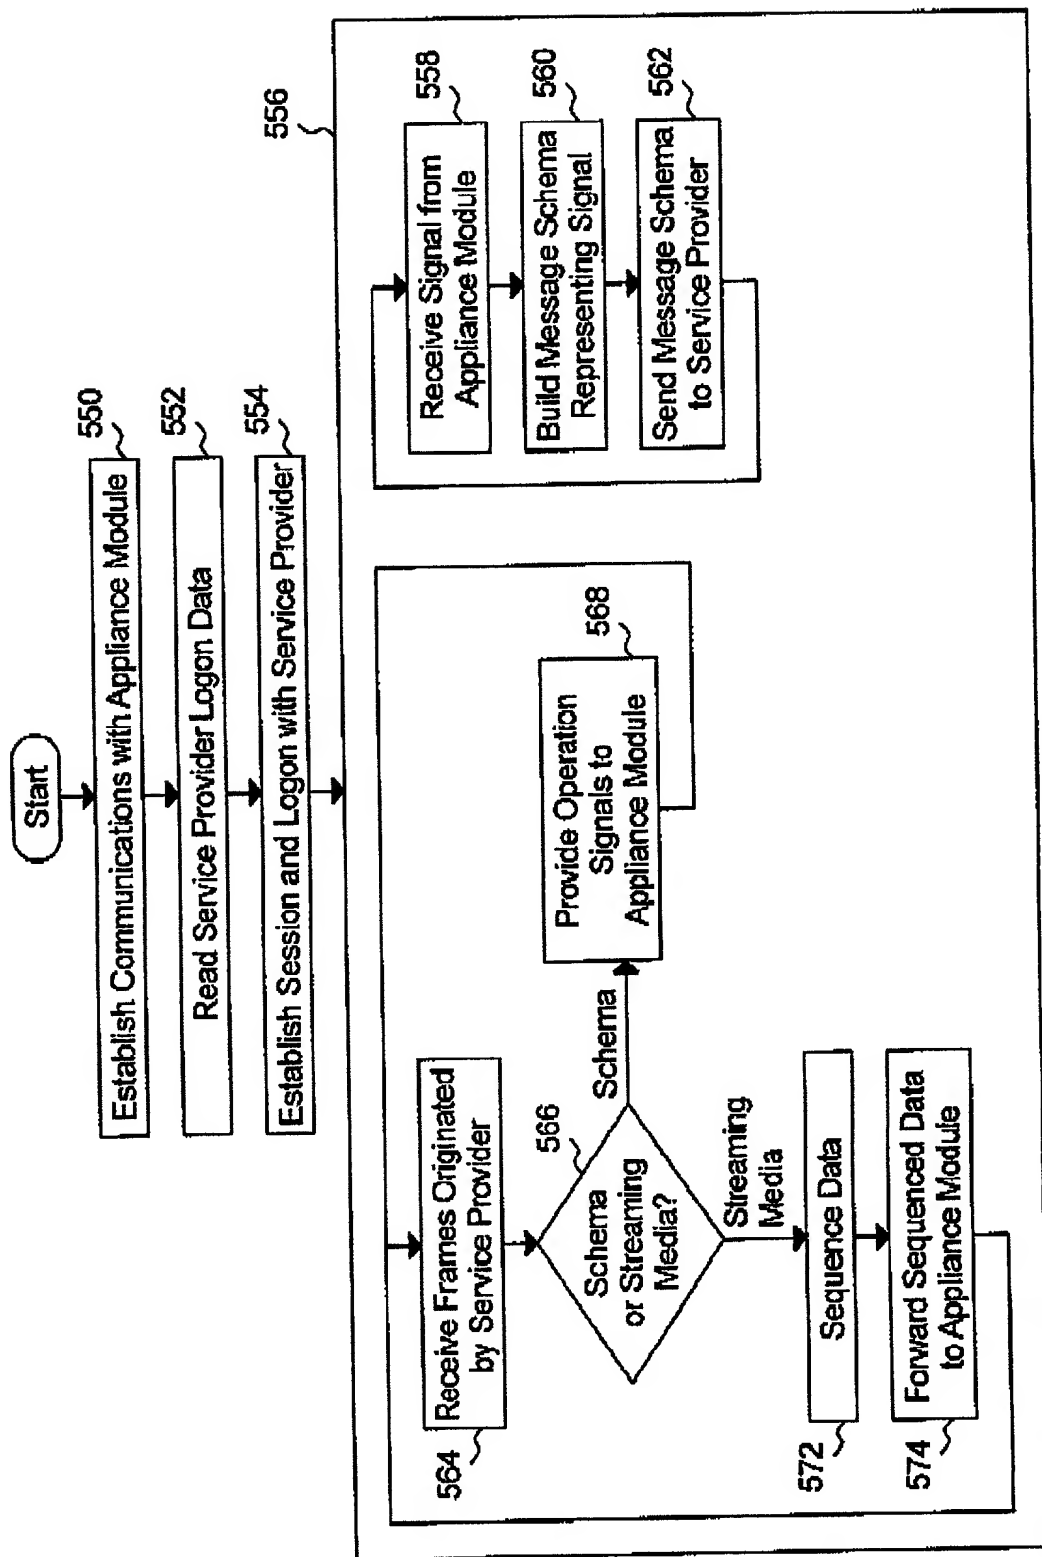 Start
550
Establish Communications with Appliance Module
552
Read Service Provider Logon Data
554
Establish Session and Logon with Service Provider
556
564
Receive Frames Originated
by Service Provider
566
Schema
or Streaming
Media?
Schema
568
Provide Operation
Signals to
Appliance Module
Streaming
Media
572
Sequence Data
574
Forward Sequenced Data
to Appliance Module
558
Receive Signal from
Appliance Module
560
Build Message Schema
Representing Signal
562
Send Message Schema
to Service Provider